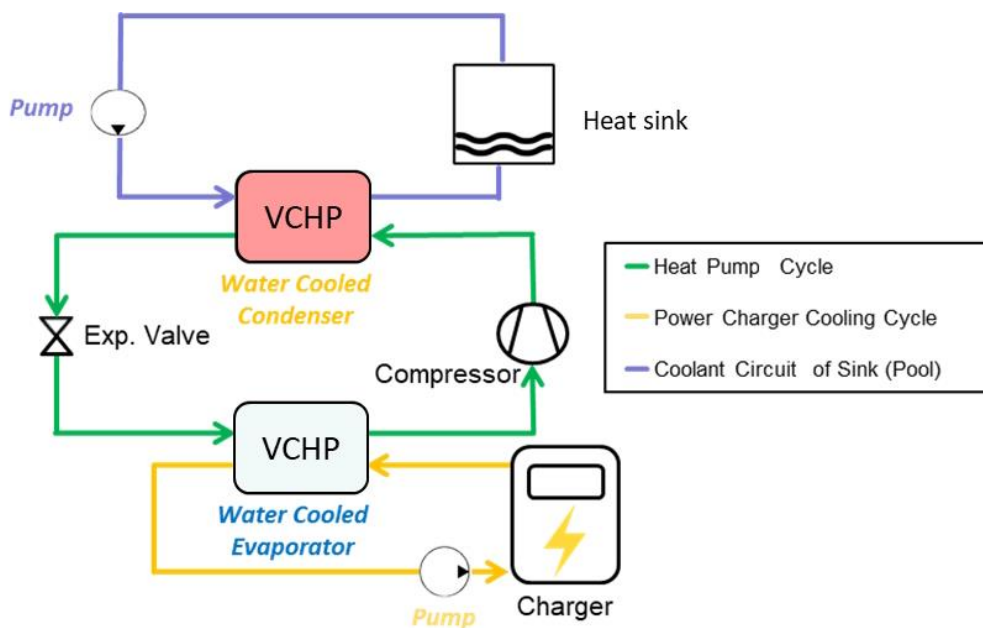 Pump
Heat sink
VCHP
Water Cooled
Condenser
Exp. Valve
Compressor
Heat Pump Cycle
Power Charger Cooling Cycle
Coolant Circuit of Sink (Pool)
VCHP
Water Cooled
Evaporator
Pump
Charger